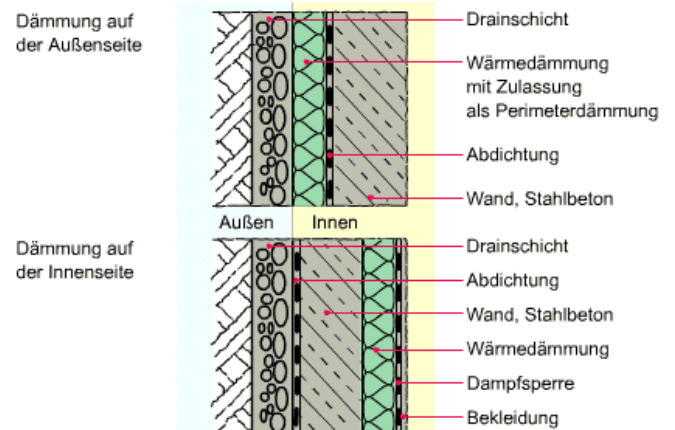 Dämmung auf
der Außenseite
Drainschicht
Wärmedämmung
mit Zulassung
als Perimeterdämmung
Abdichtung
Wand, Stahlbeton
Außen
Innen
Dämmung auf
der Innenseite
Drainschicht
Abdichtung
Wand, Stahlbeton
Wärmedämmung
Dampfsperre
Bekleidung